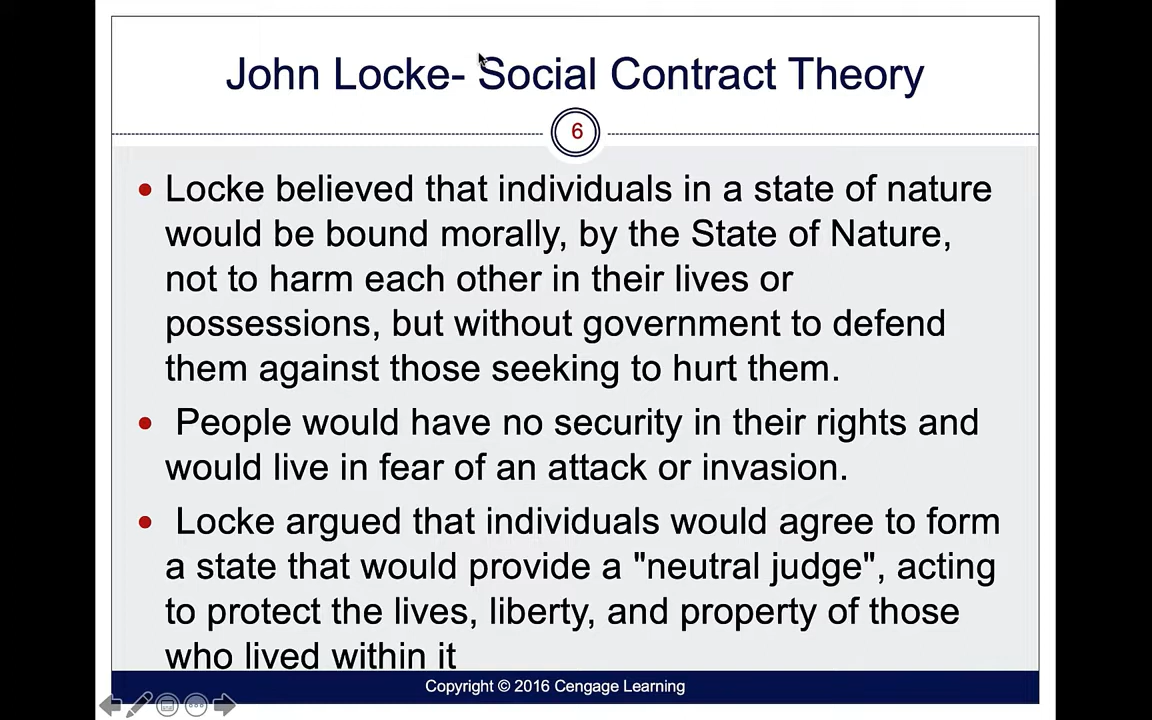 John Locke- Social Contract Theory
6
• Locke believed that individuals in a state of nature
would be bound morally, by the State of Nature,
not to harm each other in their lives or
possessions, but without government to defend
them against those seeking to hurt them.
• People would have no security in their rights and
would live in fear of an attack or invasion.
• Locke argued that individuals would agree to form
a state that would provide a "neutral judge", acting
to protect the lives, liberty, and property of those
who lived within it
Copyright © 2016 Cengage Learning